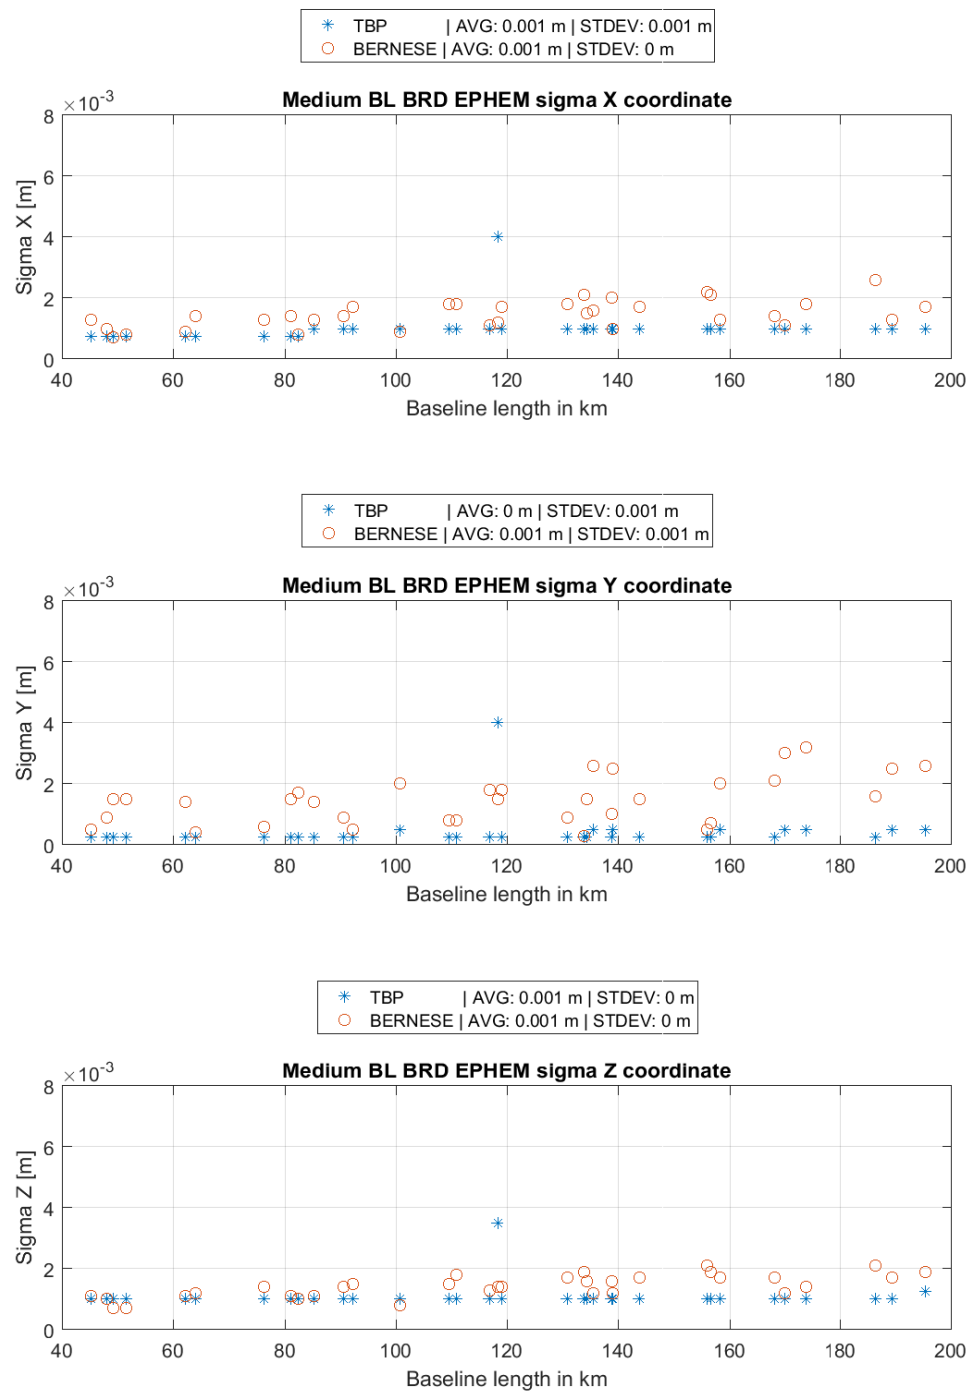 TBP | AVG: 0.001 m | STDEV: 0.001 m
BERNESE | AVG: 0.001 m | STDEV: 0 m
Medium BL BRD EPHEM sigma X coordinate
×10-3
8
6
4
2
0
Sigma X [m]
40 60 80 100 120 140 160 180 200
Baseline length in km
TBP | AVG: 0 m | STDEV: 0.001 m
BERNESE | AVG: 0.001 m | STDEV: 0.001 m
Medium BL BRD EPHEM sigma Y coordinate
×10-3
8
6
4
2
0
Sigma Y [m]
40 60 80 100 120 140 160 180 200
Baseline length in km
TBP | AVG: 0.001 m | STDEV: 0 m
BERNESE | AVG: 0.001 m | STDEV: 0 m
Medium BL BRD EPHEM sigma Z coordinate
×10-3
8
6
4
2
0
Sigma Z [m]
40 60 80 100 120 140 160 180 200
Baseline length in km